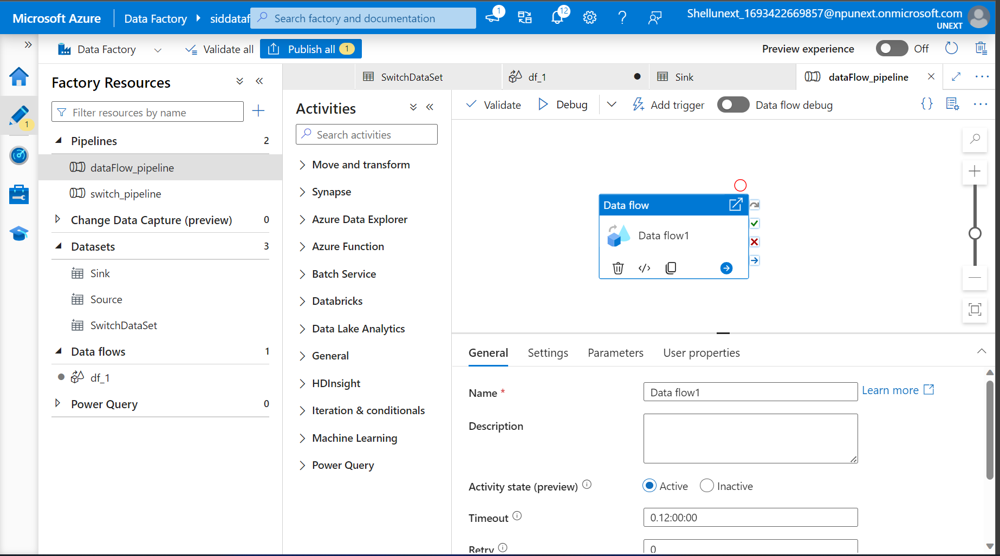 Microsoft Azure
Data Factory
siddataf
Search factory and documentation
1
12
Shellunext_1693422669857@npunext.onmicrosoft.com
UNEXT
Data Factory
Validate all
Publish all
1
Preview experience
Off
Factory Resources
Filter resources by name
1
Pipelines 2
dataFlow_pipeline
switch_pipeline
Change Data Capture (preview) 0
Datasets 3
Sink
Source
SwitchDataSet
Data flows 1
df_1
Power Query 0
SwitchDataSet
df_1
Sink
dataFlow_pipeline
Activities
Search activities
Move and transform
Synapse
Azure Data Explorer
Azure Function
Batch Service
Databricks
Data Lake Analytics
General
HDInsight
Iteration & conditionals
Machine Learning
Power Query
Validate
Debug
Add trigger
Data flow debug
Data flow
Data flow1
General
Settings
Parameters
User properties
Name *
Data flow1
Learn more
Description
Activity state (preview)
Active
Inactive
Timeout
0.12:00:00
Retry
0